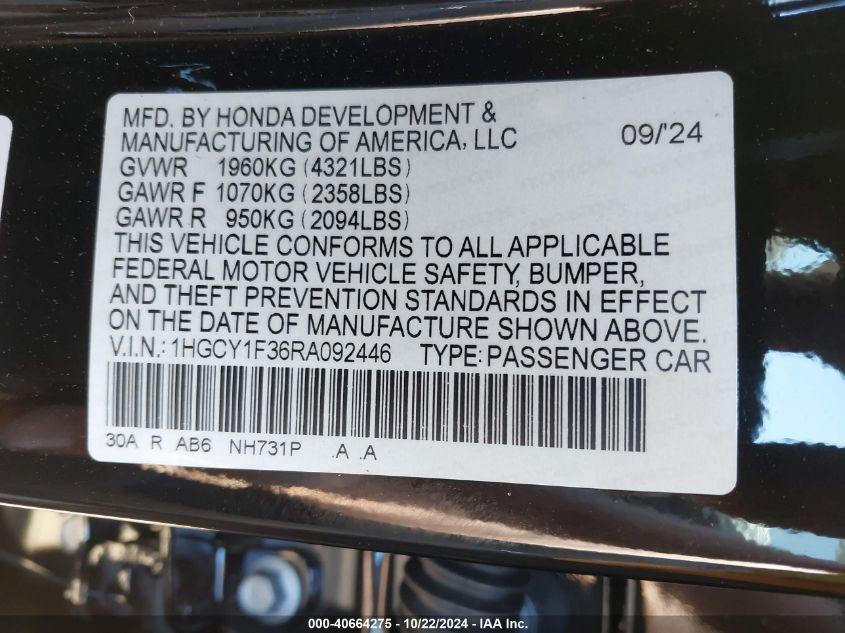 MFD. BY HONDA DEVELOPMENT &
MANUFACTURING OF AMERICA, LLC 09/'24
GVWR 1960KG (4321LBS)
GAWR F 1070KG (2358LBS)
GAWR R 950KG (2094LBS)
THIS VEHICLE CONFORMS TO ALL APPLICABLE
FEDERAL MOTOR VEHICLE SAFETY, BUMPER,
AND THEFT PREVENTION STANDARDS IN EFFECT
ON THE DATE OF MANUFACTURE SHOWN ABOVE.
V.I.N.: 1HGCY1F36RA092446 TYPE: PASSENGER CAR
30A R AB6 NH731P .A .A
000-40664275 - 10/22/2024 - IAA Inc.